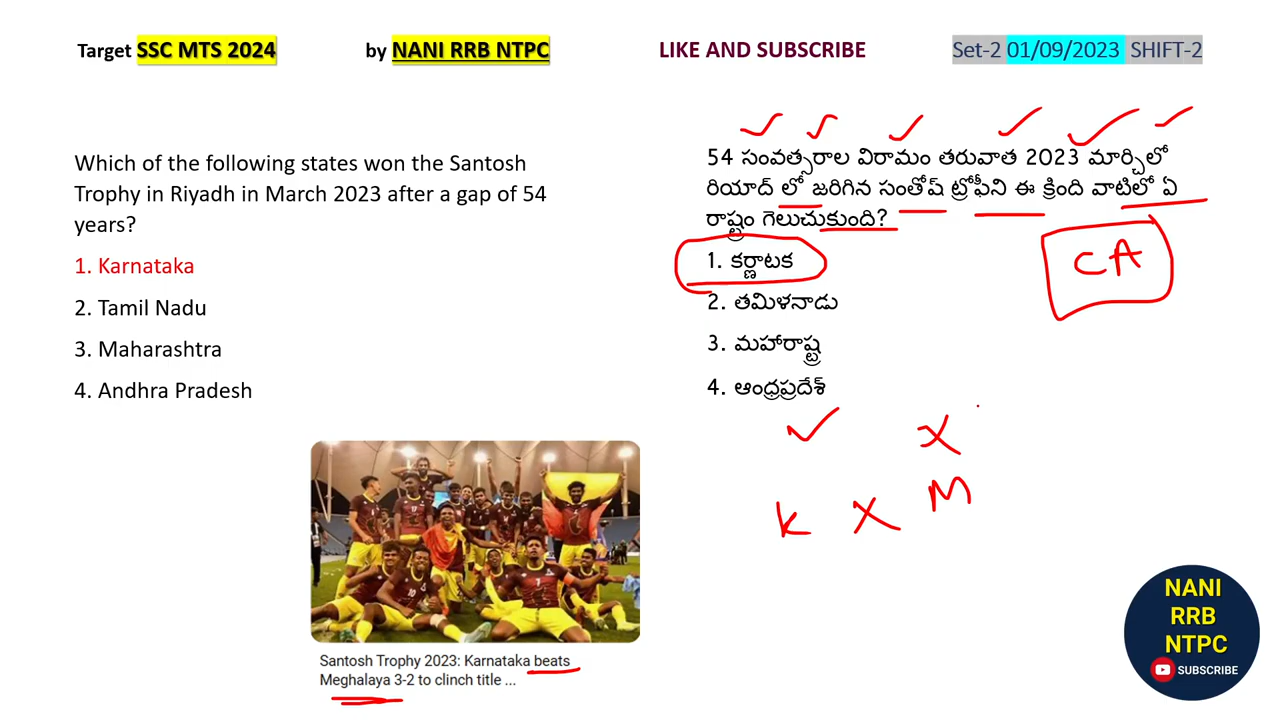 Target SSC MTS 2024 by NANI RRB NTPC LIKE AND SUBSCRIBE Set-2 01/09/2023 SHIFT-2
Which of the following states won the Santosh
Trophy in Riyadh in March 2023 after a gap of 54
years?
1. Karnataka
2. Tamil Nadu
3. Maharashtra
4. Andhra Pradesh
54 సంవత్సరాల విరామం తరువాత 2023 మార్చిలో
రియాద్ లో జరిగిన సంతోష్ ట్రోఫీని ఈ క్రింది వాటిలో ఏ
రాష్ట్రం గెలుచుకుంది?
1. కర్ణాటక
2. తమిళనాడు
3. మహారాష్ట్ర
4. ఆంధ్రప్రదేశ్
CA
X
K X M
Santosh Trophy 2023: Karnataka beats
Meghalaya 3-2 to clinch title ...
NANI
RRB
NTPC
SUBSCRIBE